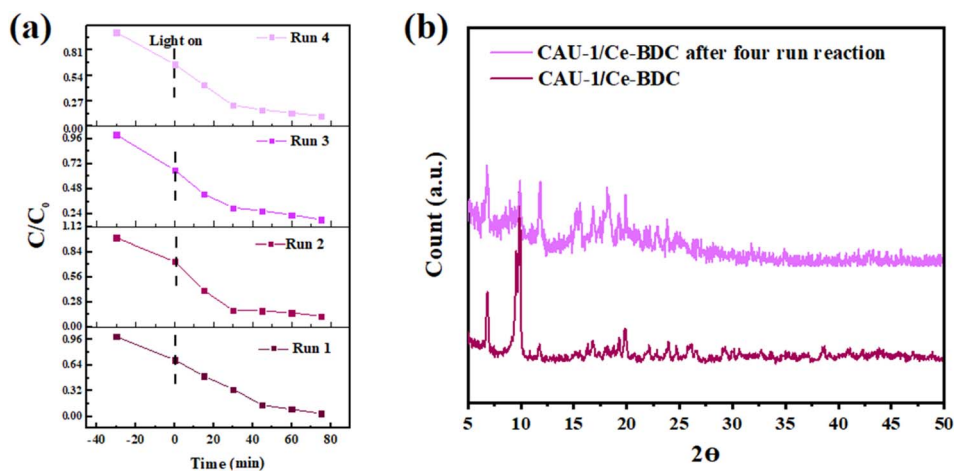 (a)
Light on
Run 4
0.81
0.54
0.27
0.00
Run 3
0.96
0.72
0.48
0.24
1.12
Run 2
0.84
0.56
0.28
0.00
Run 1
0.96
0.64
0.32
0.00
C/C0
-40 -20 0 20 40 60 80
Time (min)
(b)
CAU-1/Ce-BDC after four run reaction
CAU-1/Ce-BDC
Count (a.u.)
5 10 15 20 25 30 35 40 45 50
2Θ